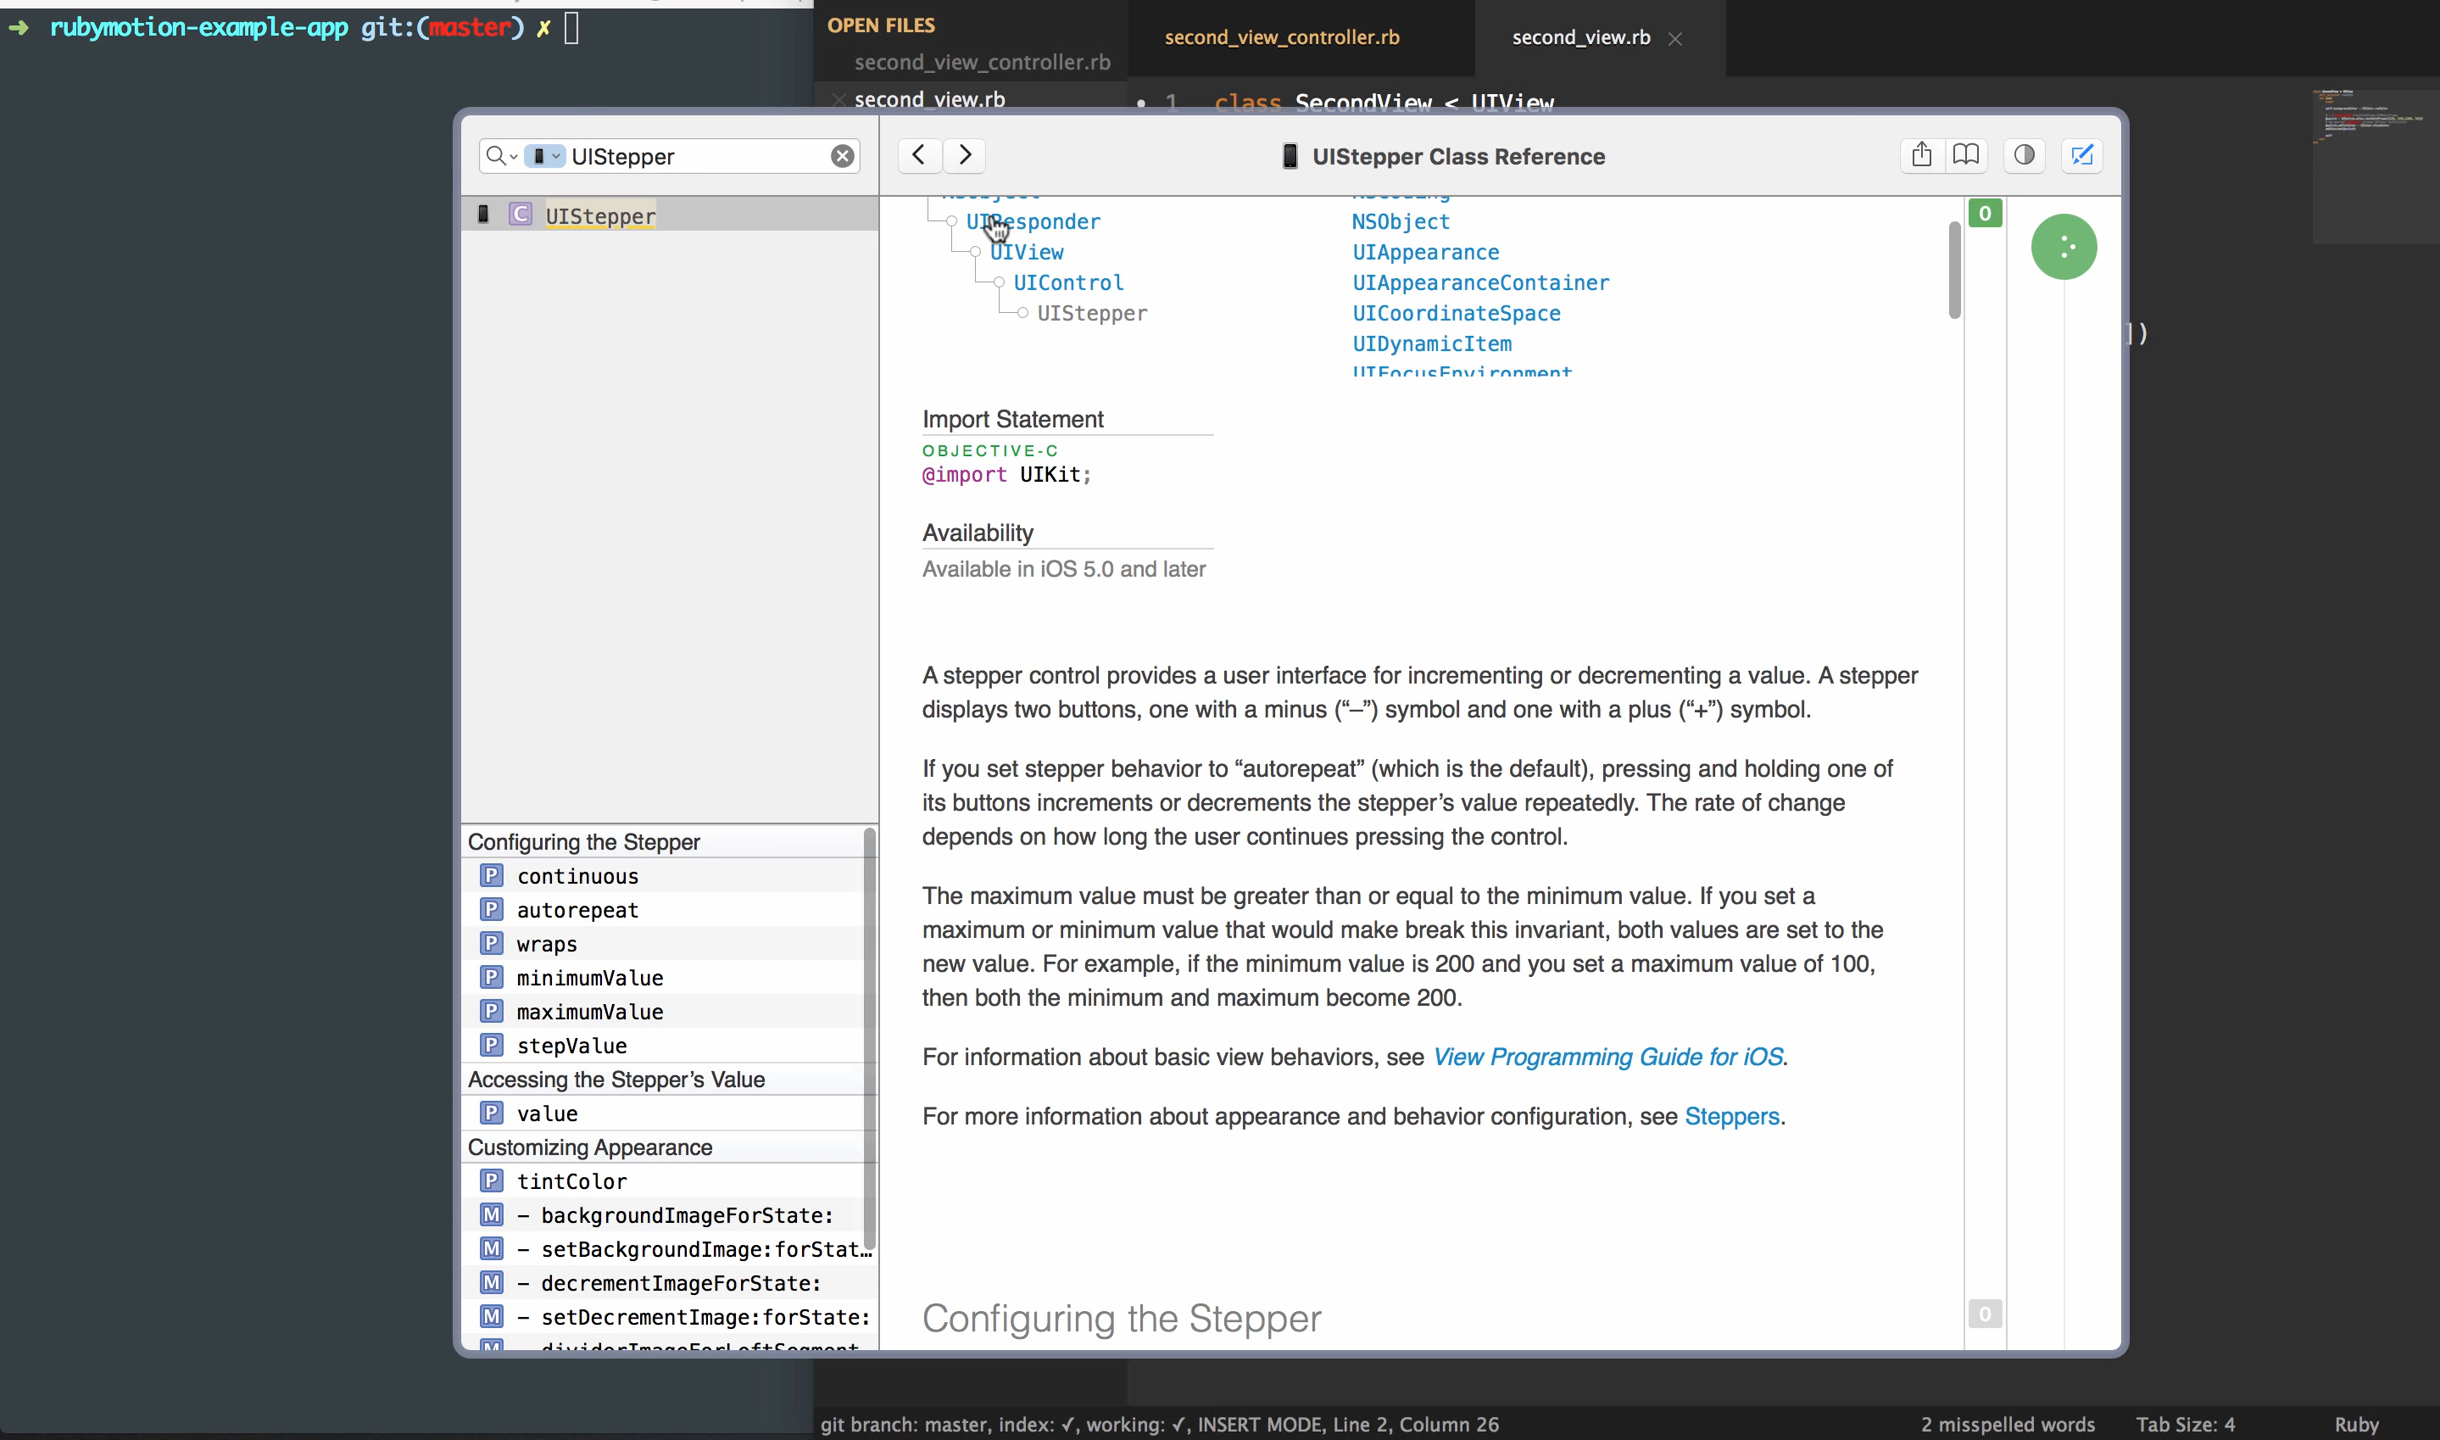 ➜ rubymotion-example-app git:(master) ✗
OPEN FILES
second_view_controller.rb
second_view.rb
second_view_controller.rb
second_view.rb
1 class SecondView < UIView
])
UIStepper
UIStepper Class Reference
C UIStepper
NSObject
UIResponder
UIView
UIControl
UIStepper
NSCoding
NSObject
UIAppearance
UIAppearanceContainer
UICoordinateSpace
UIDynamicItem
UIFocusEnvironment
0
Import Statement
OBJECTIVE-C
@import UIKit;
Availability
Available in iOS 5.0 and later
A stepper control provides a user interface for incrementing or decrementing a value. A stepper
displays two buttons, one with a minus (“–”) symbol and one with a plus (“+”) symbol.
If you set stepper behavior to “autorepeat” (which is the default), pressing and holding one of
its buttons increments or decrements the stepper’s value repeatedly. The rate of change
depends on how long the user continues pressing the control.
The maximum value must be greater than or equal to the minimum value. If you set a
maximum or minimum value that would make break this invariant, both values are set to the
new value. For example, if the minimum value is 200 and you set a maximum value of 100,
then both the minimum and maximum become 200.
For information about basic view behaviors, see View Programming Guide for iOS.
For more information about appearance and behavior configuration, see Steppers.
Configuring the Stepper
0
Configuring the Stepper
P continuous
P autorepeat
P wraps
P minimumValue
P maximumValue
P stepValue
Accessing the Stepper’s Value
P value
Customizing Appearance
P tintColor
M – backgroundImageForState:
M – setBackgroundImage:forStat…
M – decrementImageForState:
M – setDecrementImage:forState:
M – dividerImageForLeftSegment
git branch: master, index: ✓, working: ✓, INSERT MODE, Line 2, Column 26
2 misspelled words
Tab Size: 4
Ruby